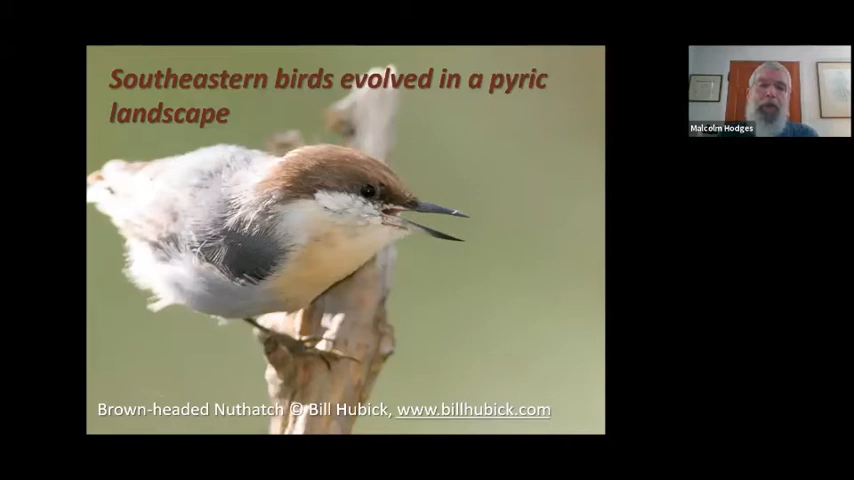 Southeastern birds evolved in a pyric
landscape
Malcolm Hodges
Brown-headed Nuthatch © Bill Hubick, www.billhubick.com